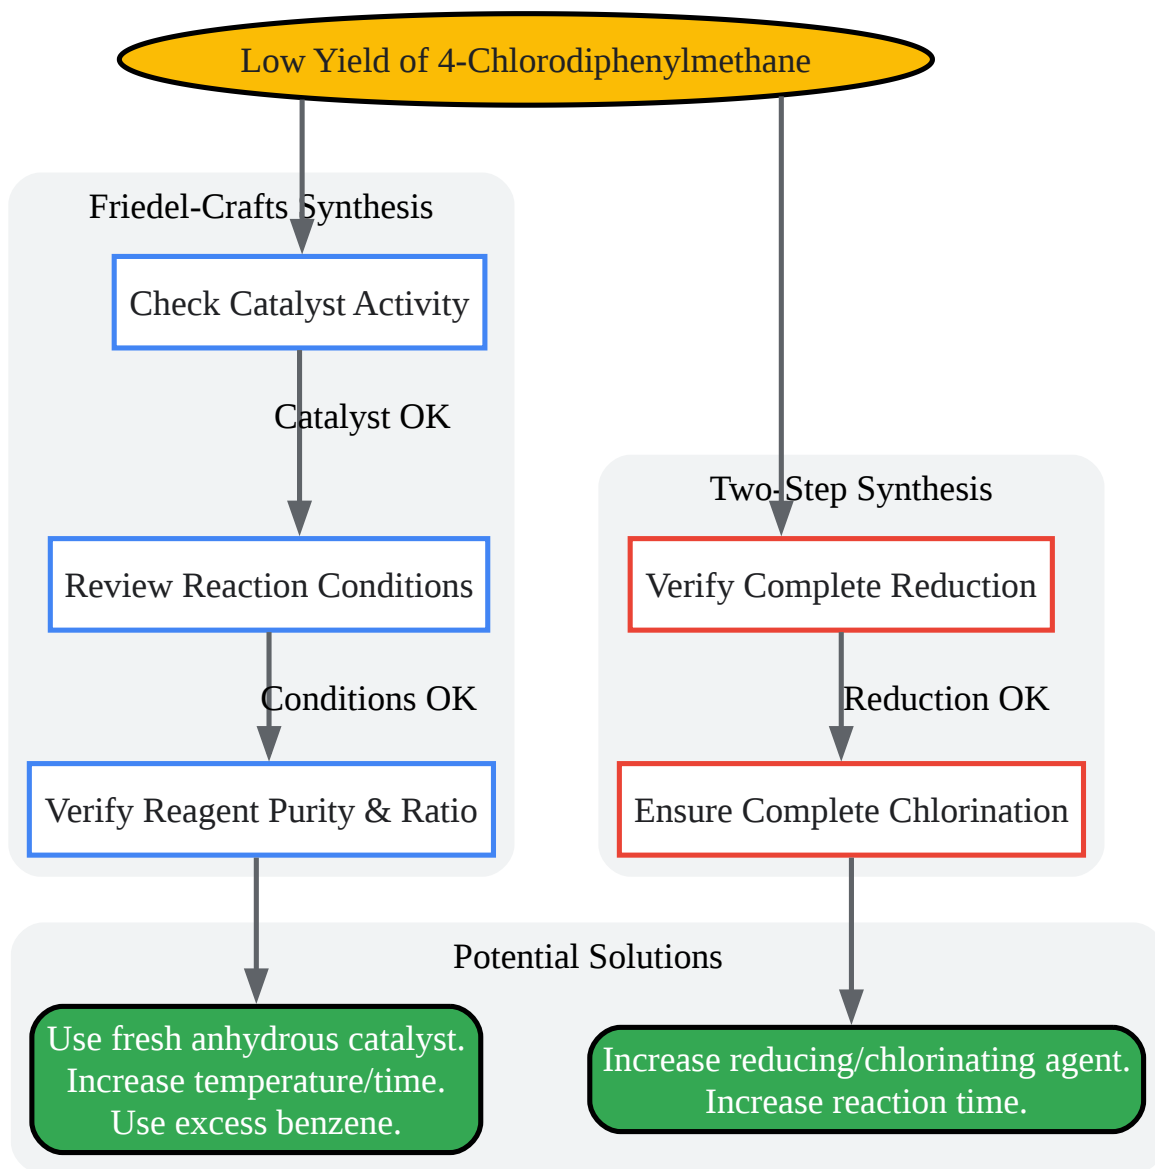 Low Yield of 4-Chlorodiphenylmethane
Friedel-Crafts Synthesis
Check Catalyst Activity
Catalyst OK
Review Reaction Conditions
Conditions OK
Verify Reagent Purity & Ratio
Two-Step Synthesis
Verify Complete Reduction
Reduction OK
Ensure Complete Chlorination
Potential Solutions
Use fresh anhydrous catalyst.
Increase temperature/time.
Use excess benzene.
Increase reducing/chlorinating agent.
Increase reaction time.